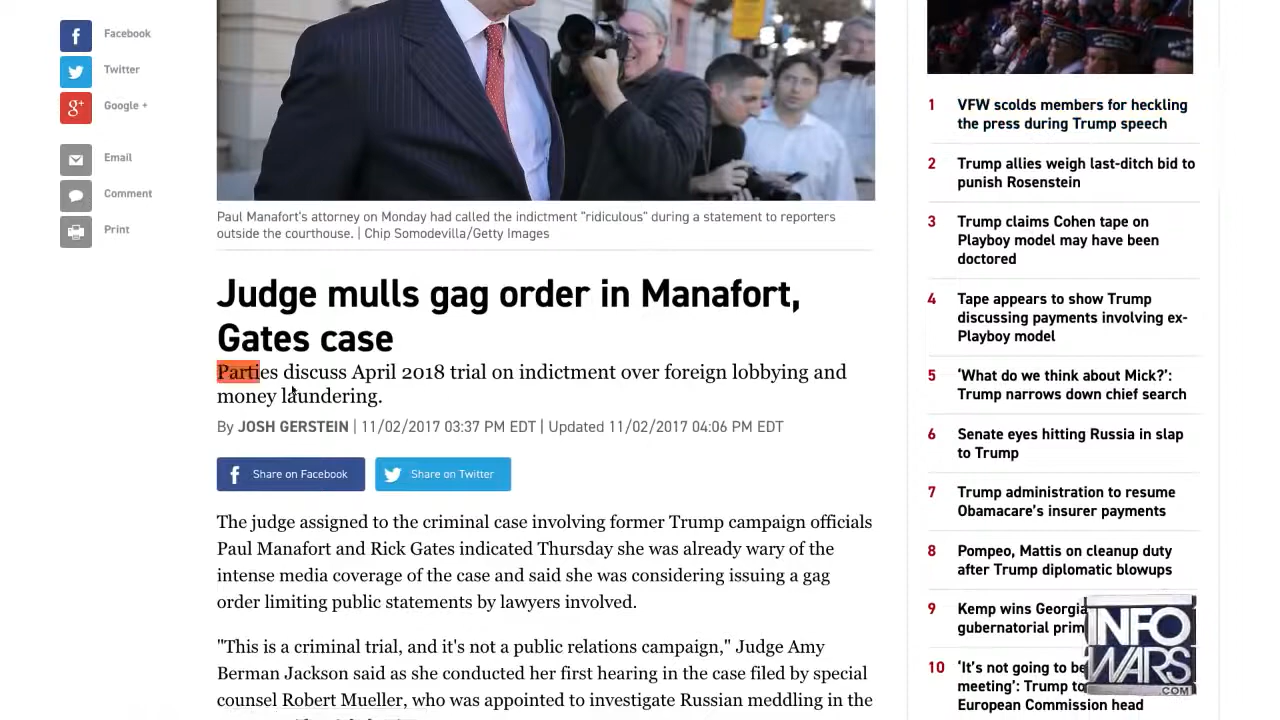 Facebook
Twitter
Google +
Email
Comment
Print
Paul Manafort's attorney on Monday had called the indictment "ridiculous" during a statement to reporters
outside the courthouse. | Chip Somodevilla/Getty Images
Judge mulls gag order in Manafort,
Gates case
Parties discuss April 2018 trial on indictment over foreign lobbying and
money laundering.
By JOSH GERSTEIN | 11/02/2017 03:37 PM EDT | Updated 11/02/2017 04:06 PM EDT
Share on Facebook
Share on Twitter
The judge assigned to the criminal case involving former Trump campaign officials
Paul Manafort and Rick Gates indicated Thursday she was already wary of the
intense media coverage of the case and said she was considering issuing a gag
order limiting public statements by lawyers involved.
"This is a criminal trial, and it's not a public relations campaign," Judge Amy
Berman Jackson said as she conducted her first hearing in the case filed by special
counsel Robert Mueller, who was appointed to investigate Russian meddling in the
1 VFW scolds members for heckling
the press during Trump speech
2 Trump allies weigh last-ditch bid to
punish Rosenstein
3 Trump claims Cohen tape on
Playboy model may have been
doctored
4 Tape appears to show Trump
discussing payments involving ex-
Playboy model
5 ‘What do we think about Mick?’:
Trump narrows down chief search
6 Senate eyes hitting Russia in slap
to Trump
7 Trump administration to resume
Obamacare’s insurer payments
8 Pompeo, Mattis on cleanup duty
after Trump diplomatic blowups
9 Kemp wins Georgia
gubernatorial prim
10 ‘It’s not going to be
meeting’: Trump to
European Commission head
INFO
WARS
.COM